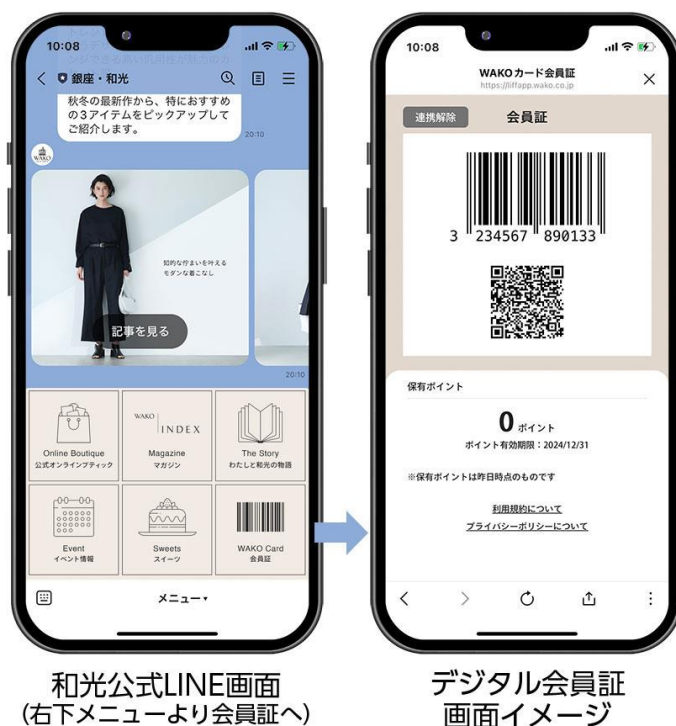 10:08
銀座・和光
秋冬の最新作から、特におすすめ
の3アイテムをピックアップして
ご紹介します。
20:10
WAKO
知的な佇まいを叶える
モダンな着こなし
記事を見る
20:10
Online Boutique
公式オンラインブティック
WAKO INDEX
Magazine
マガジン
The Story
わたしと和光の物語
Event
イベント情報
Sweets
スイーツ
WAKO Card
会員証
メニュー▾
和光公式LINE画面
(右下メニューより会員証へ)
10:08
WAKOカード会員証
https://liffapp.wako.co.jp
連携解除
会員証
3 234567 890133
保有ポイント
0 ポイント
ポイント有効期限：2024/12/31
※保有ポイントは昨日時点のものです
利用規約について
プライバシーポリシーについて
デジタル会員証
画面イメージ